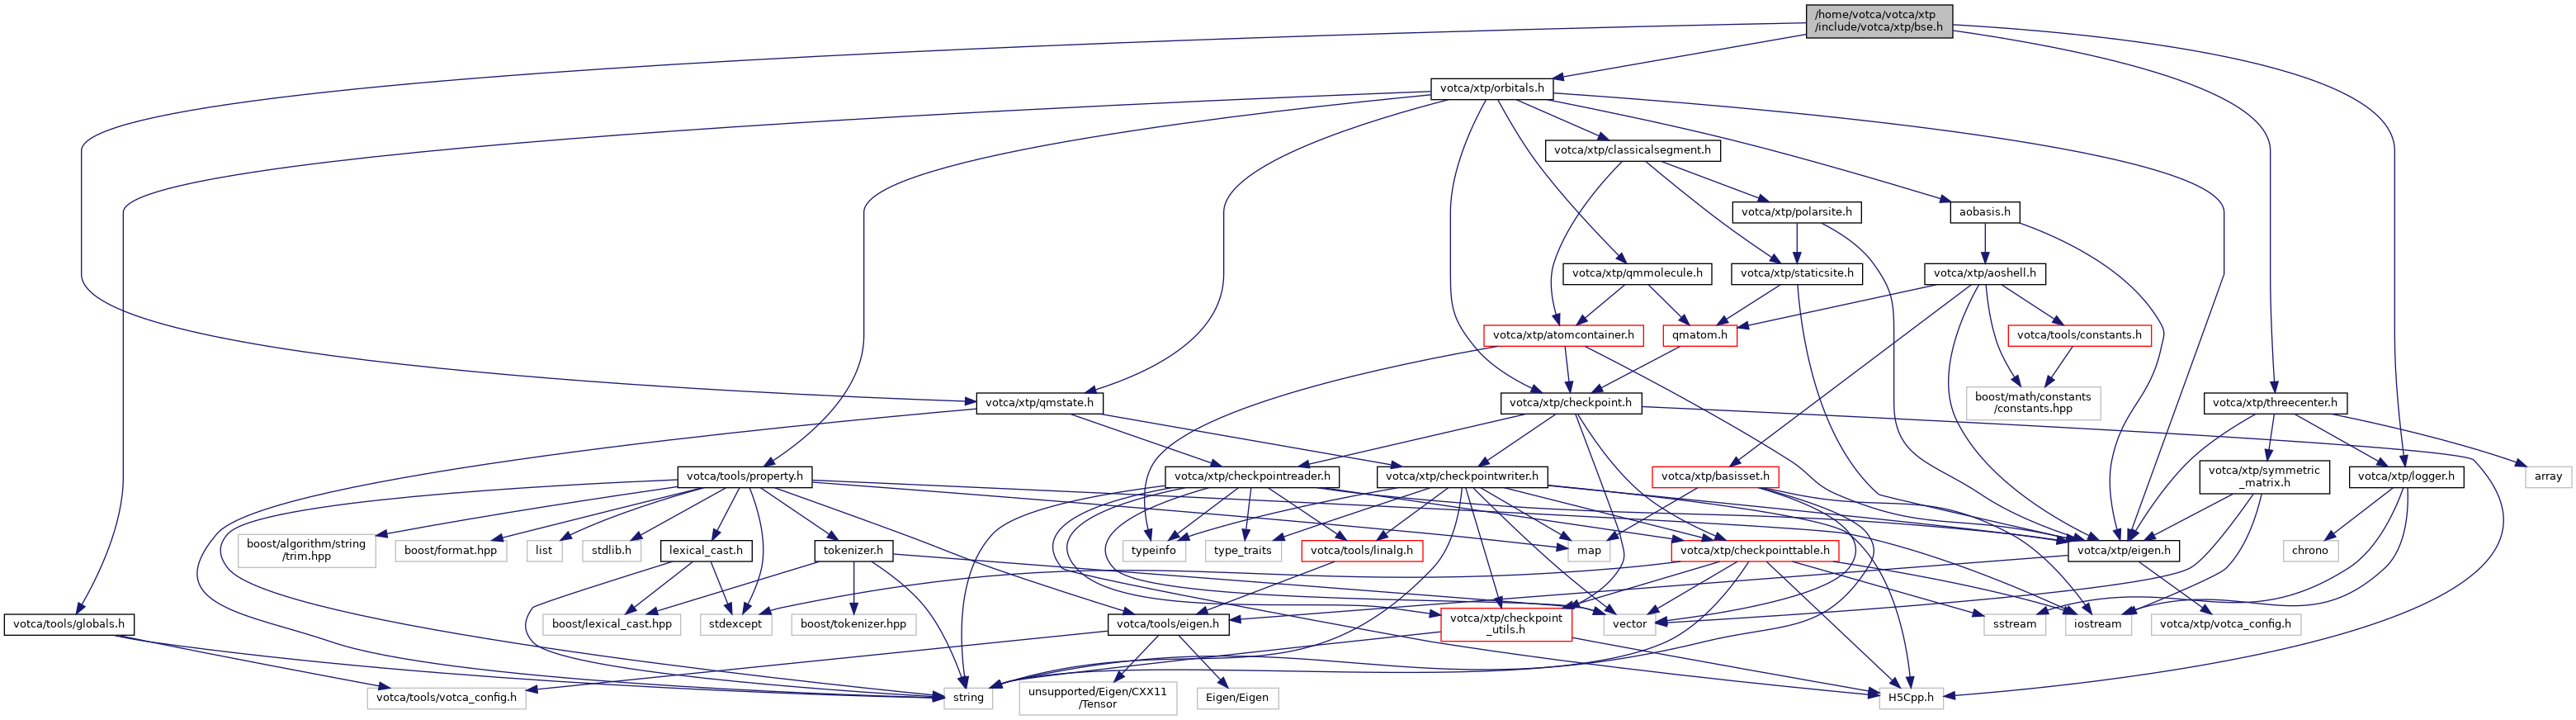 /home/votca/votca/xtp
/include/votca/xtp/bse.h
votca/xtp/orbitals.h
votca/xtp/classicalsegment.h
votca/xtp/polarsite.h
aobasis.h
votca/xtp/qmmolecule.h
votca/xtp/staticsite.h
votca/xtp/aoshell.h
votca/xtp/atomcontainer.h
qmatom.h
votca/tools/constants.h
votca/xtp/qmstate.h
votca/xtp/checkpoint.h
boost/math/constants
/constants.hpp
votca/xtp/threecenter.h
votca/tools/property.h
votca/xtp/checkpointreader.h
votca/xtp/checkpointwriter.h
votca/xtp/basisset.h
votca/xtp/symmetric
_matrix.h
votca/xtp/logger.h
array
boost/algorithm/string
/trim.hpp
boost/format.hpp
list
stdlib.h
lexical_cast.h
tokenizer.h
typeinfo
type_traits
votca/tools/linalg.h
map
votca/xtp/checkpointtable.h
votca/xtp/eigen.h
chrono
votca/tools/globals.h
boost/lexical_cast.hpp
stdexcept
boost/tokenizer.hpp
votca/tools/eigen.h
votca/xtp/checkpoint
_utils.h
vector
sstream
iostream
votca/xtp/votca_config.h
votca/tools/votca_config.h
string
unsupported/Eigen/CXX11
/Tensor
Eigen/Eigen
H5Cpp.h